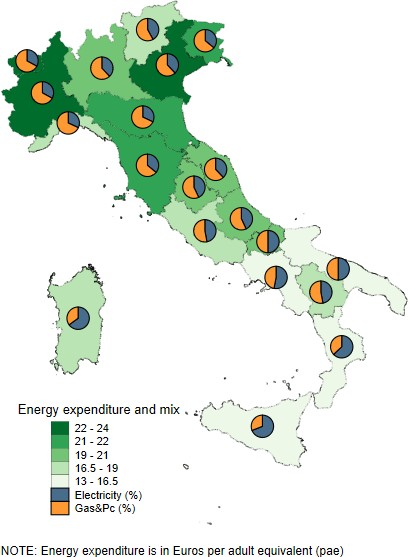 Energy expenditure and mix
22 - 24
21 - 22
19 - 21
16.5 - 19
13 - 16.5
Electricity (%)
Gas&Pc (%)
NOTE: Energy expenditure is in Euros per adult equivalent (pae)